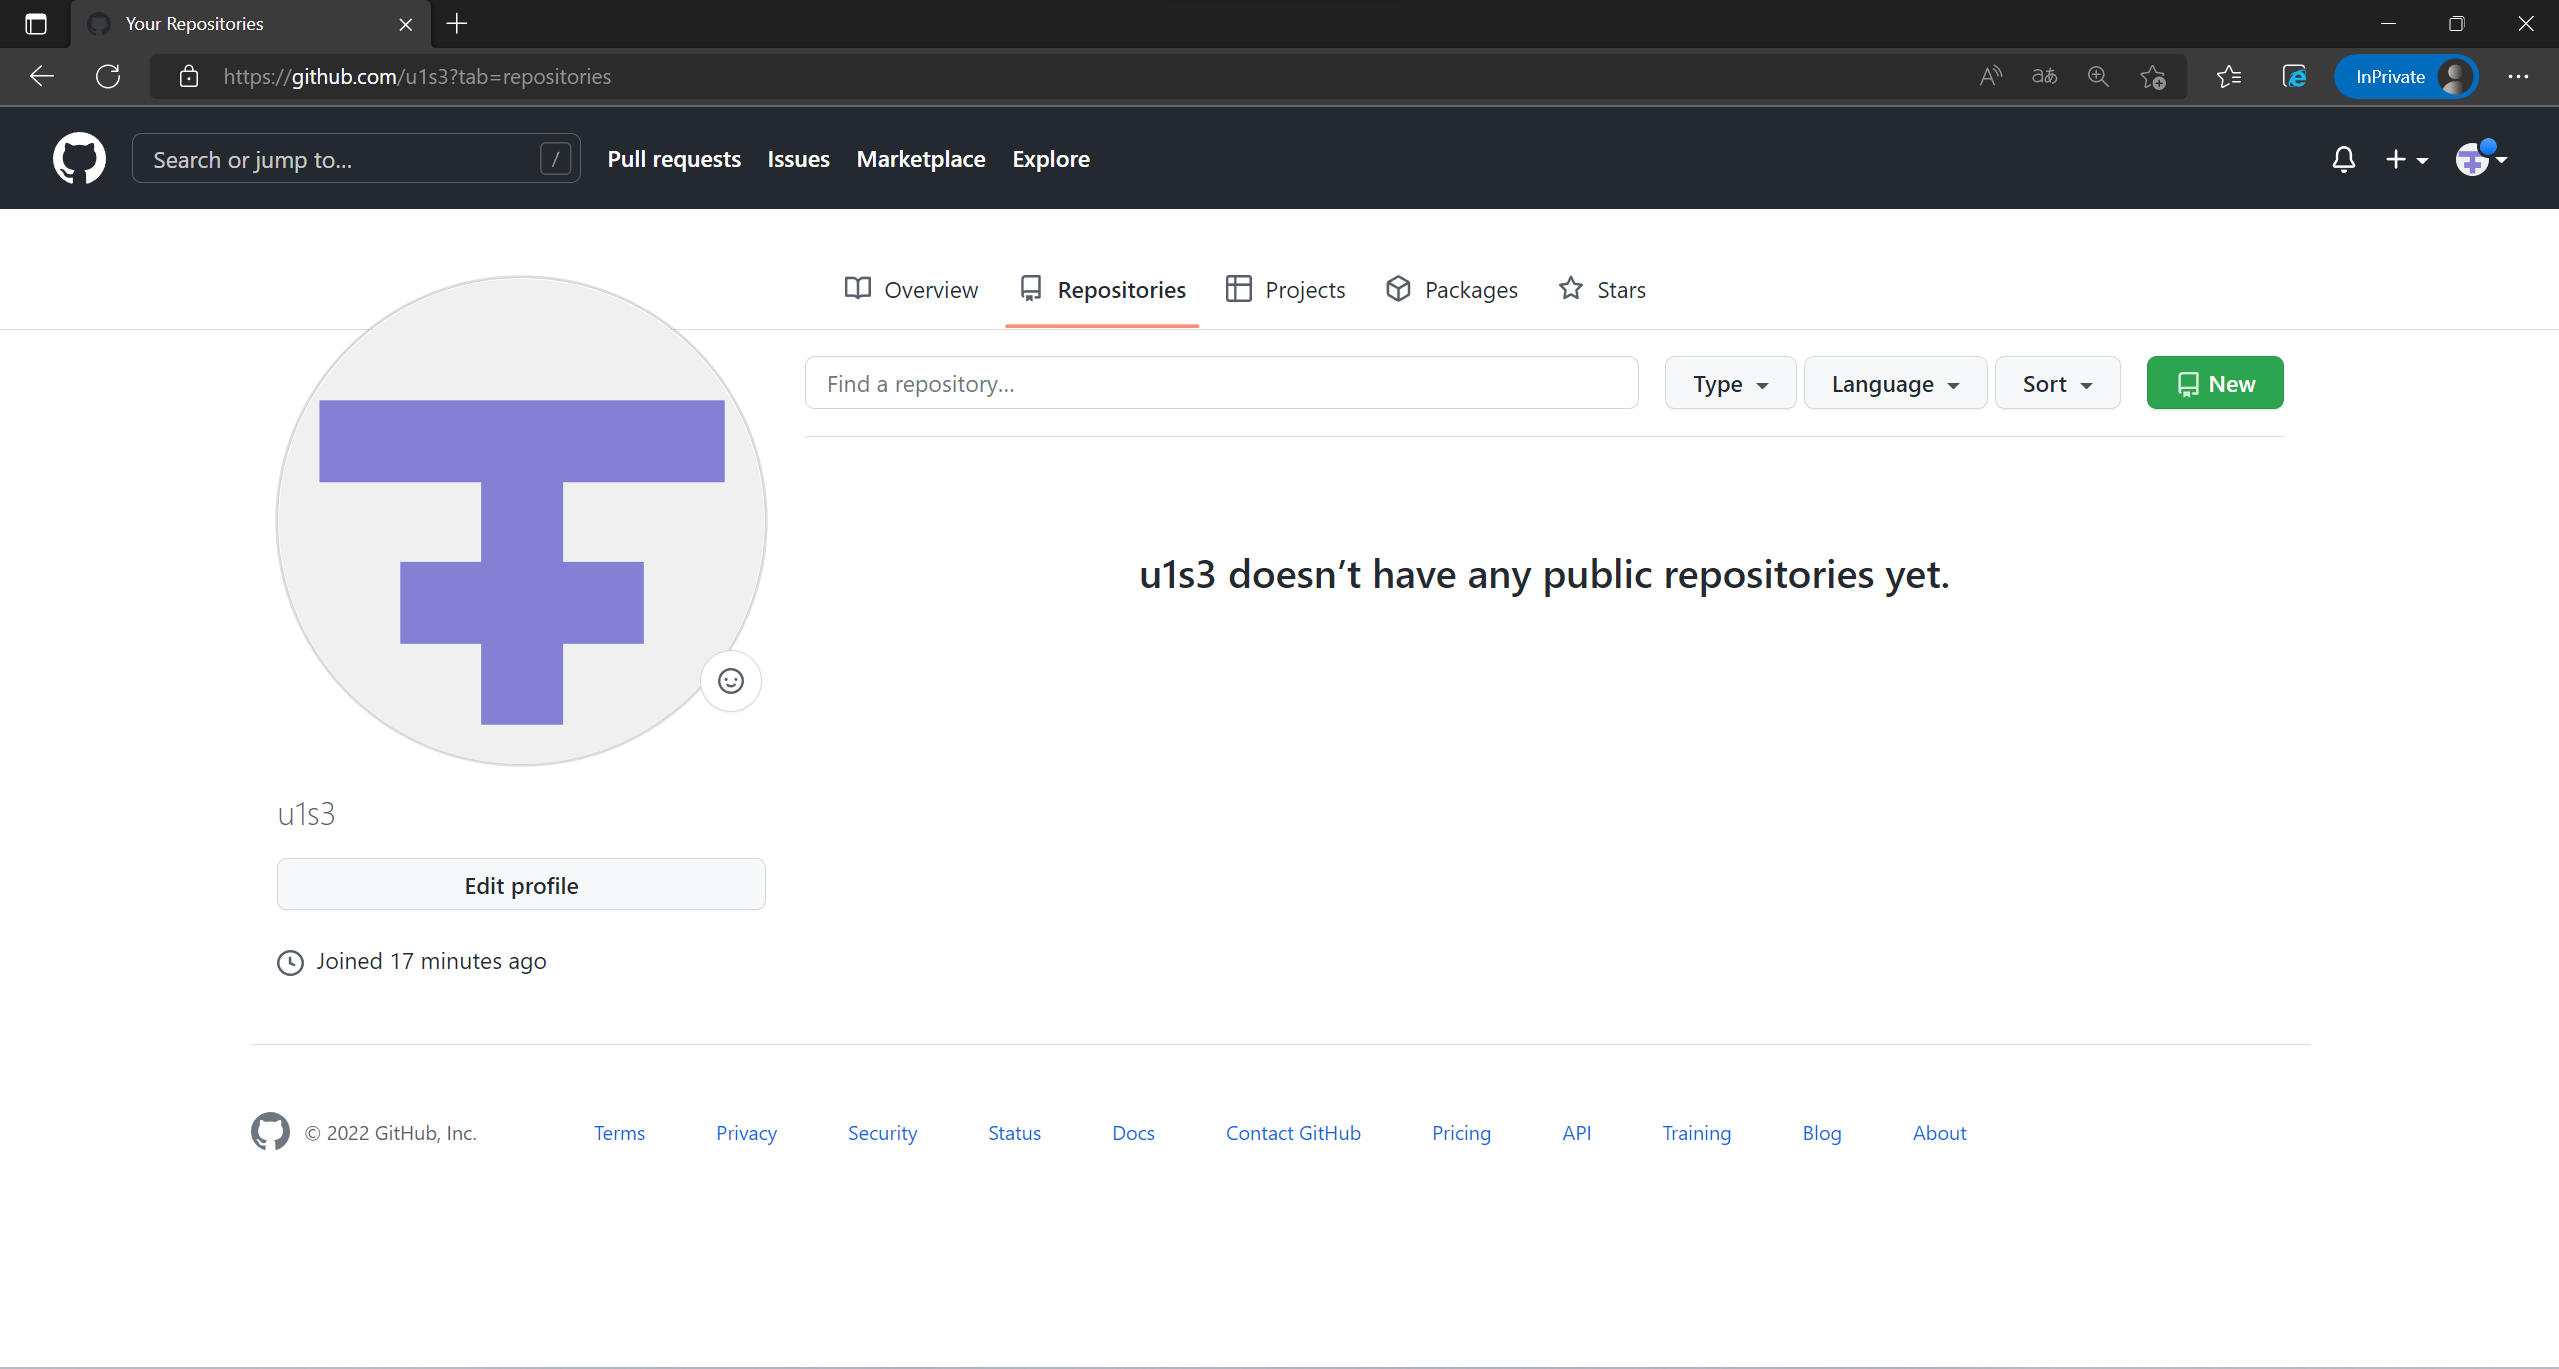 Your Repositories
https://github.com/u1s3?tab=repositories
aあ
InPrivate
Search or jump to...
/
Pull requests
Issues
Marketplace
Explore
Overview
Repositories
Projects
Packages
Stars
Find a repository...
Type
Language
Sort
New
u1s3 doesn’t have any public repositories yet.
u1s3
Edit profile
Joined 17 minutes ago
© 2022 GitHub, Inc.
Terms
Privacy
Security
Status
Docs
Contact GitHub
Pricing
API
Training
Blog
About